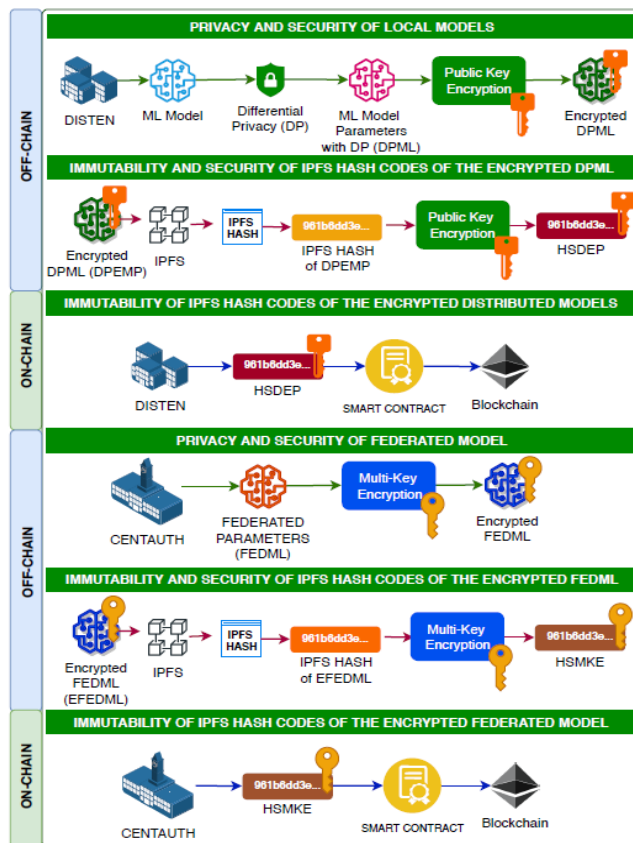 PRIVACY AND SECURITY OF LOCAL MODELS
OFF-CHAIN
DISTEN
ML Model
Differential
Privacy (DP)
ML Model
Parameters
with DP (DPML)
Public Key
Encryption
Encrypted
DPML
IMMUTABILITY AND SECURITY OF IPFS HASH CODES OF THE ENCRYPTED DPML
Encrypted
DPML (DPEMP)
IPFS
IPFS
HASH
961b6dd3e...
IPFS HASH
of DPEMP
Public Key
Encryption
961b6dd3e...
HSDEP
IMMUTABILITY OF IPFS HASH CODES OF THE ENCRYPTED DISTRIBUTED MODELS
ON-CHAIN
DISTEN
961b6dd3e...
HSDEP
SMART CONTRACT
Blockchain
PRIVACY AND SECURITY OF FEDERATED MODEL
OFF-CHAIN
CENTAUTH
FEDERATED
PARAMETERS
(FEDML)
Multi-Key
Encryption
Encrypted
FEDML
IMMUTABILITY AND SECURITY OF IPFS HASH CODES OF THE ENCRYPTED FEDML
Encrypted
FEDML
(EFEDML)
IPFS
IPFS
HASH
961b6dd3e...
IPFS HASH
of EFEDML
Multi-Key
Encryption
961b6dd3e...
HSMKE
IMMUTABILITY OF IPFS HASH CODES OF THE ENCRYPTED FEDERATED MODEL
ON-CHAIN
CENTAUTH
961b6dd3e...
HSMKE
SMART CONTRACT
Blockchain